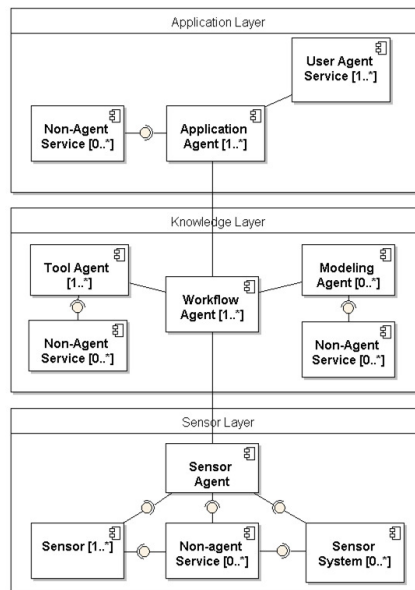 Application Layer
User Agent
Service [1..*]
Non-Agent
Service [0..*]
Application
Agent [1..*]
Knowledge Layer
Tool Agent
[1..*]
Modeling
Agent [0..*]
Workflow
Agent [1..*]
Non-Agent
Service [0..*]
Non-Agent
Service [0..*]
Sensor Layer
Sensor
Agent
Sensor [1..*]
Non-agent
Service [0..*]
Sensor
System [0..*]